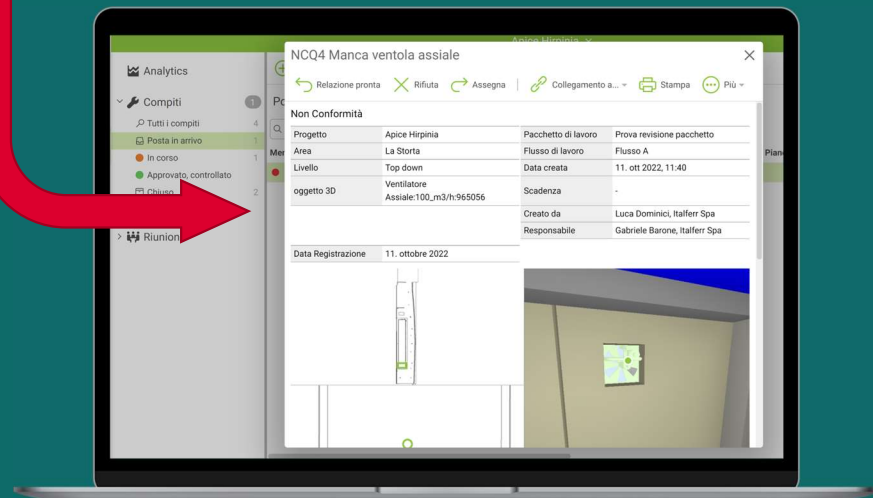 Apice Hirpinia
Analytics
Compiti 1
Tutti i compiti 4
Posta in arrivo 1
In corso 1
Approvato, controllato
Chiuso 2
Riunion
NCQ4 Manca ventola assiale
Relazione pronta Rifiuta Assegna Collegamento a... Stampa Più
Non Conformità
Progetto Apice Hirpinia Pacchetto di lavoro Prova revisione pacchetto
Area La Storta Flusso di lavoro Flusso A
Livello Top down Data creata 11. ott 2022, 11:40
oggetto 3D Ventilatore Assiale:100_m3/h:965056 Scadenza -
Creato da Luca Dominici, Italferr Spa
Responsabile Gabriele Barone, Italferr Spa
Data Registrazione 11. ottobre 2022